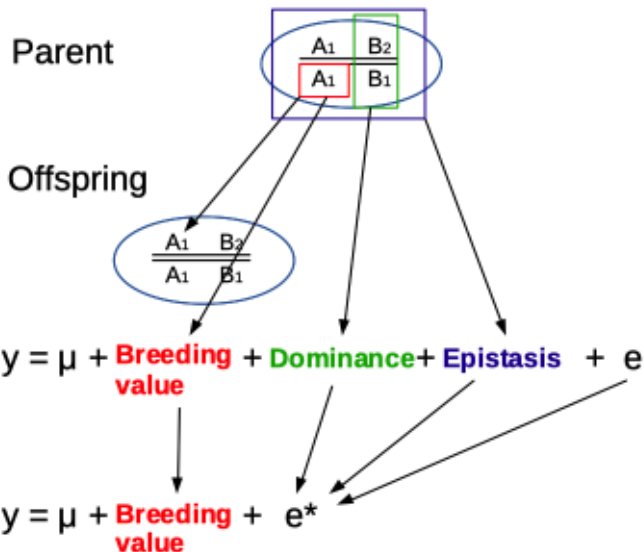 Parent
A1 B2
A1 B1
Offspring
A1 B2
A1 B1
y = μ + Breeding value + Dominance + Epistasis + e
y = μ + Breeding value + e*